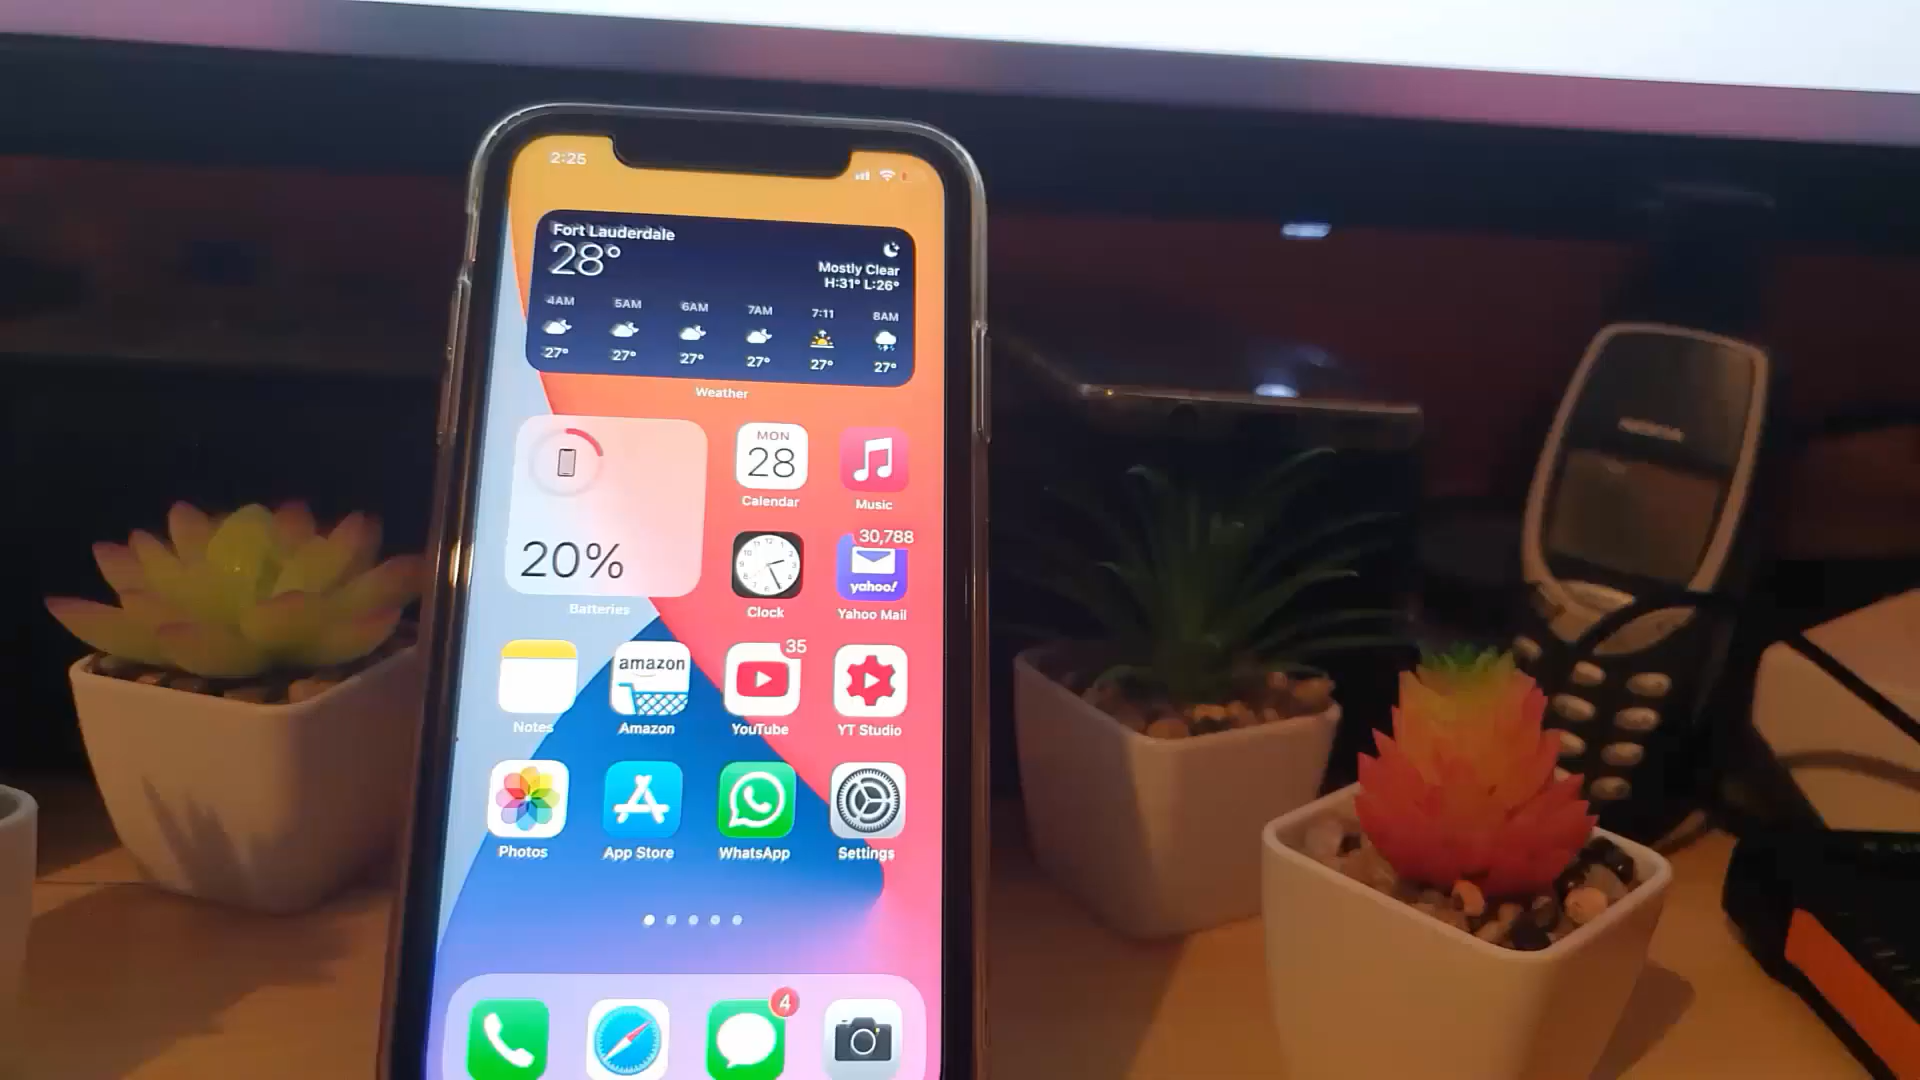 2:25
Fort Lauderdale
28°
Mostly Clear
H:31° L:26°
4AM 5AM 6AM 7AM 7:11 8AM
27° 27° 27° 27° 27° 27°
Weather
20%
Batteries
MON
28
Calendar
Music
Clock
30,788
yahoo!
Yahoo Mail
Notes
amazon
Amazon
35
YouTube
YT Studio
Photos
App Store
WhatsApp
Settings
4
NOKIA